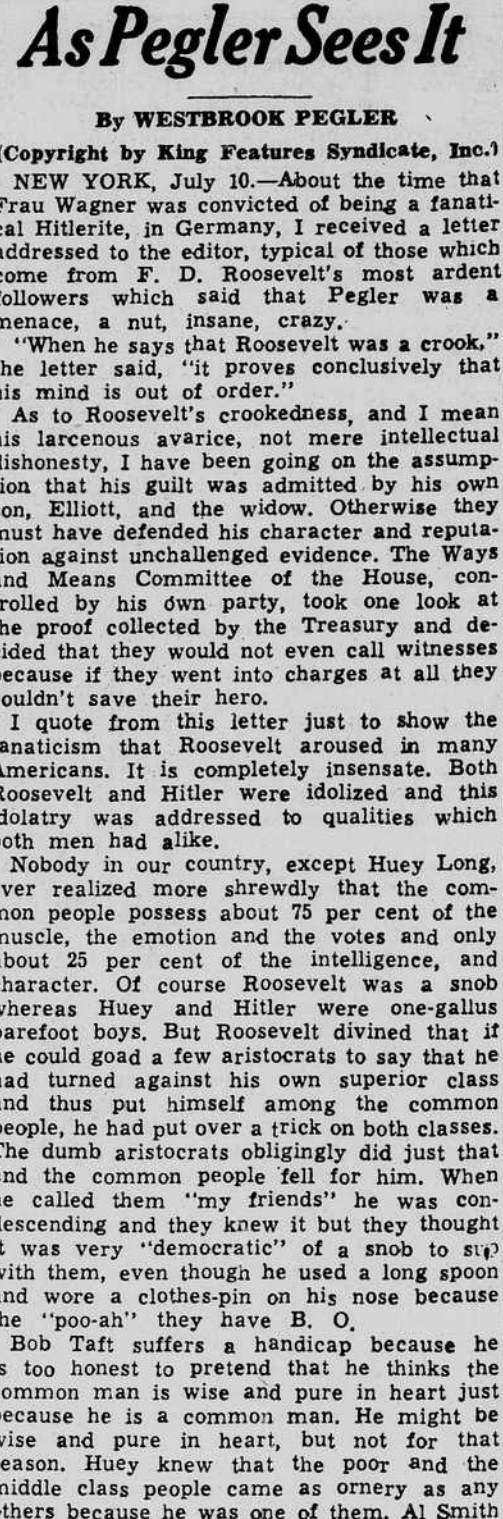 As Pegler Sees It
By WESTBROOK PEGLER
(Copyright by King Features Syndicate, Inc.)
NEW YORK, July 10.—About the time that
Frau Wagner was convicted of being a fanati-
cal Hitlerite, in Germany, I received a letter
addressed to the editor, typical of those which
come from F. D. Roosevelt's most ardent
followers which said that Pegler was a
menace, a nut, insane, crazy.
"When he says that Roosevelt was a crook,"
he letter said, "it proves conclusively that
his mind is out of order."
As to Roosevelt's crookedness, and I mean
his larcenous avarice, not mere intellectual
dishonesty, I have been going on the assump-
ion that his guilt was admitted by his own
on, Elliott, and the widow. Otherwise they
must have defended his character and reputa-
ion against unchallenged evidence. The Ways
and Means Committee of the House, con-
rolled by his own party, took one look at
he proof collected by the Treasury and de-
ided that they would not even call witnesses
because if they went into charges at all they
couldn't save their hero.
I quote from this letter just to show the
fanaticism that Roosevelt aroused in many
Americans. It is completely insensate. Both
Roosevelt and Hitler were idolized and this
idolatry was addressed to qualities which
both men had alike.
Nobody in our country, except Huey Long,
ever realized more shrewdly that the com-
mon people possess about 75 per cent of the
muscle, the emotion and the votes and only
about 25 per cent of the intelligence, and
character. Of course Roosevelt was a snob
whereas Huey and Hitler were one-gallus
barefoot boys. But Roosevelt divined that if
he could goad a few aristocrats to say that he
had turned against his own superior class
and thus put himself among the common
people, he had put over a trick on both classes.
The dumb aristocrats obligingly did just that
and the common people fell for him. When
he called them "my friends" he was con-
descending and they knew it but they thought
it was very "democratic" of a snob to sup
with them, even though he used a long spoon
and wore a clothes-pin on his nose because
the "poo-ah" they have B. O.
Bob Taft suffers a handicap because he
is too honest to pretend that he thinks the
common man is wise and pure in heart just
because he is a common man. He might be
wise and pure in heart, but not for that
reason. Huey knew that the poor and the
middle class people came as ornery as any
others because he was one of them. Al Smith